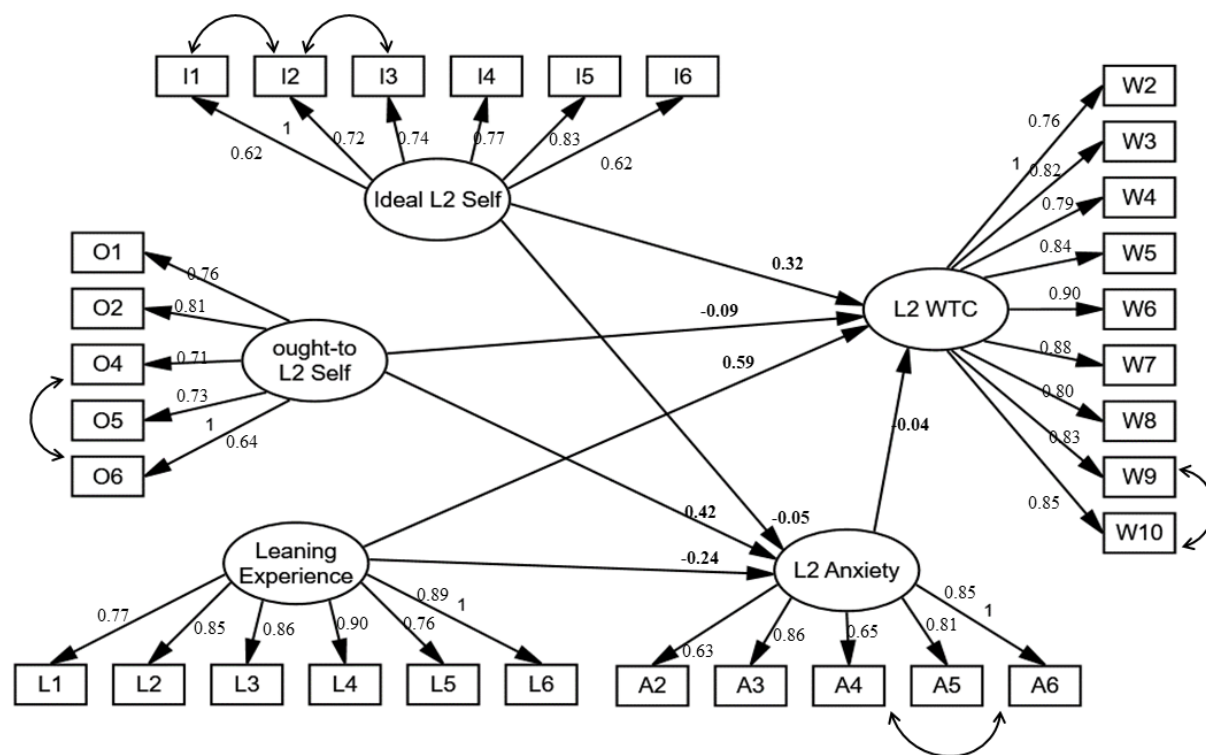 I1 I2 I3 I4 I5 I6
0.62 1 0.72 0.74 0.77 0.83 0.62
Ideal L2 Self
W2
W3
W4
W5
W6
W7
W8
W9
W10
0.76
1
0.82
0.79
0.84
0.90
0.88
0.80
0.83
0.85
L2 WTC
O1
O2
O4
O5
O6
0.76
0.81
0.71
0.73
1
0.64
ought-to
L2 Self
0.32
-0.09
0.59
-0.04
0.42
-0.05
-0.24
Leaning
Experience
0.77 0.85 0.86 0.90 0.76 0.89 1
L1 L2 L3 L4 L5 L6
L2 Anxiety
0.63 0.86 0.65 0.81 0.85 1
A2 A3 A4 A5 A6